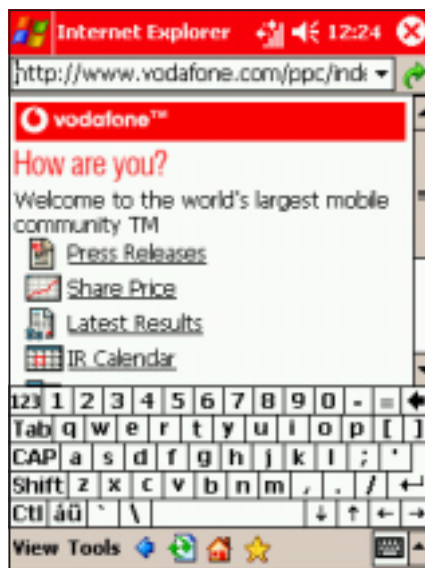 Internet Explorer 12:24
http://www.vodafone.com/ppc/inde
vodafone™
How are you?
Welcome to the world's largest mobile
community TM
Press Releases
Share Price
Latest Results
IR Calendar
123 1 2 3 4 5 6 7 8 9 0 - =
Tab q w e r t y u i o p [ ]
CAP a s d f g h j k l ; '
Shift z x c v b n m , . /
Ctl áü ` \
View Tools